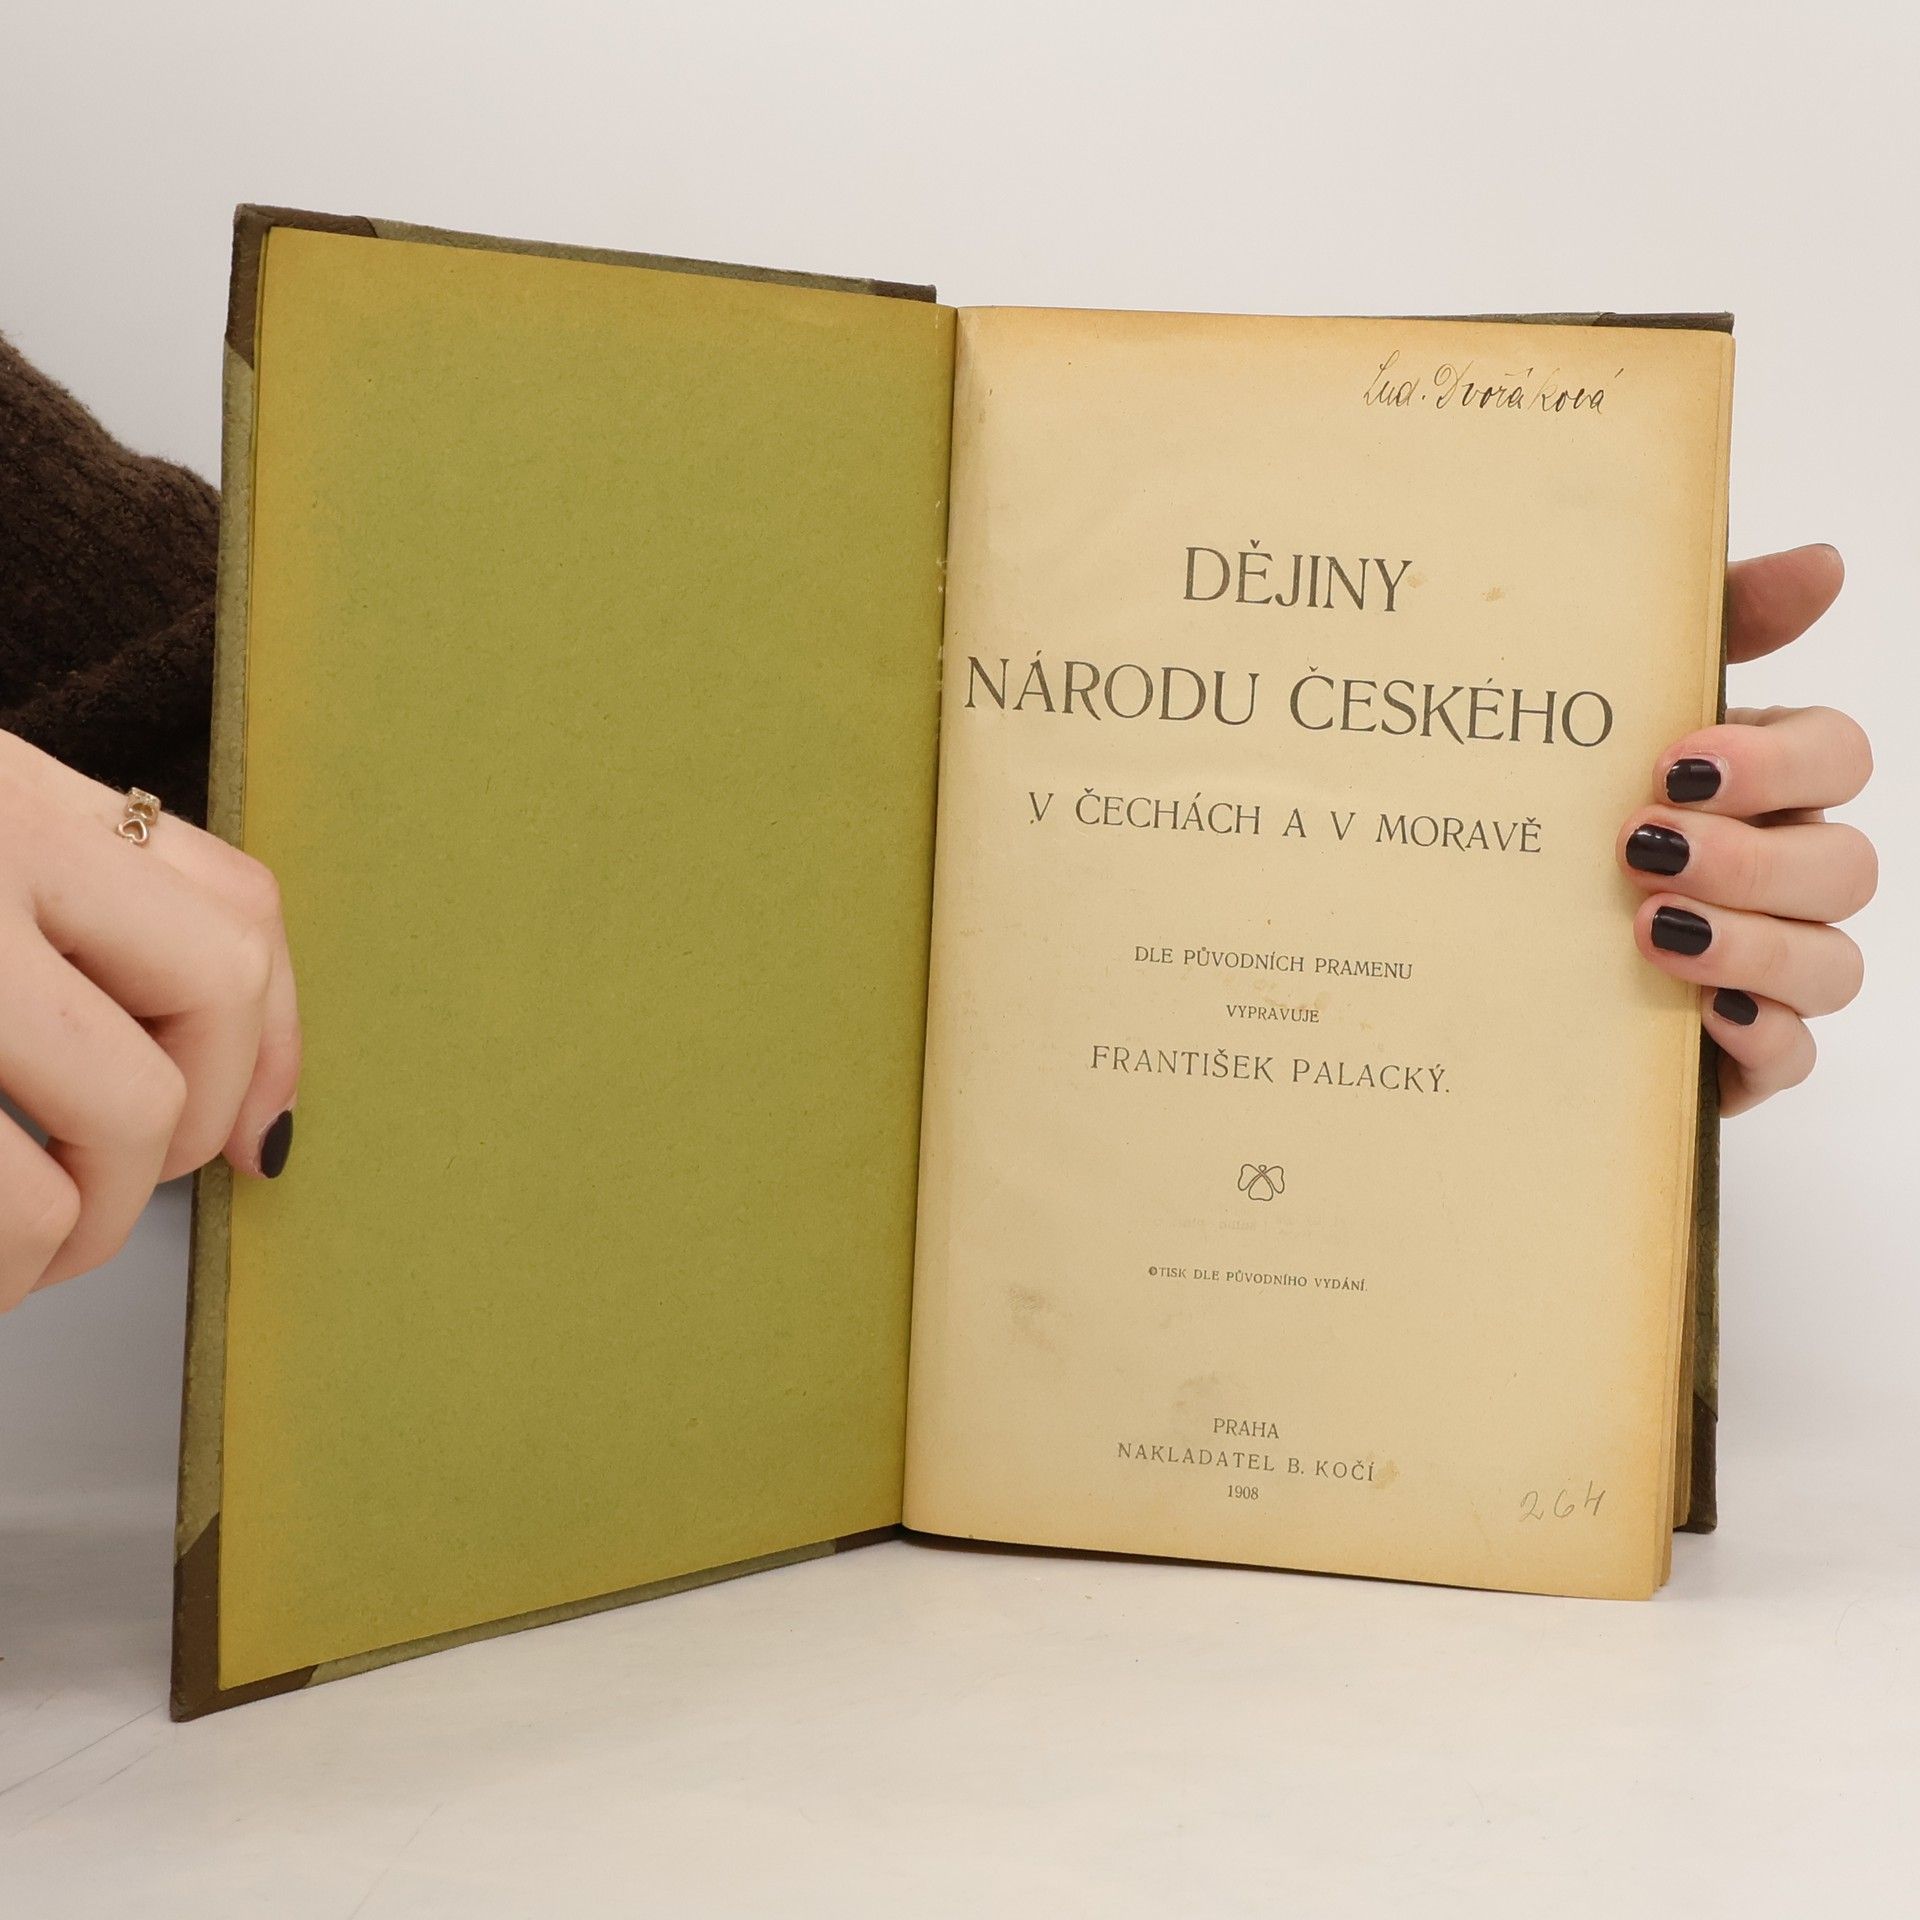 Lud. Dvořáková
DĚJINY
NÁRODU ČESKÉHO
V ČECHÁCH A V MORAVĚ
DLE PŮVODNÍCH PRAMENU
VYPRAVUJE
FRANTIŠEK PALACKÝ.
OTISK DLE PŮVODNÍHO VYDÁNÍ.
PRAHA
NAKLADATEL B. KOČÍ
1908
264